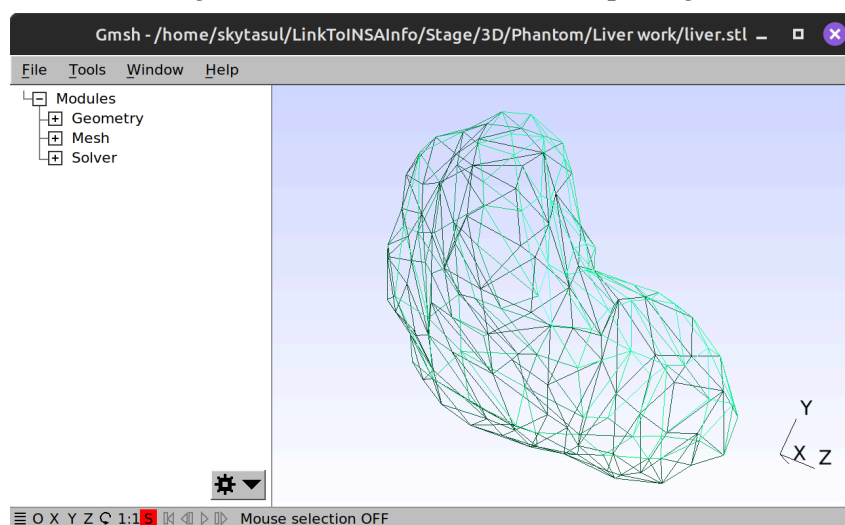 Gmsh - /home/skytasul/LinkToINSAInfo/Stage/3D/Phantom/Liver work/liver.stl
File Tools Window Help
Modules
Geometry
Mesh
Solver
Y
X Z
O X Y Z 1:1 S Mouse selection OFF